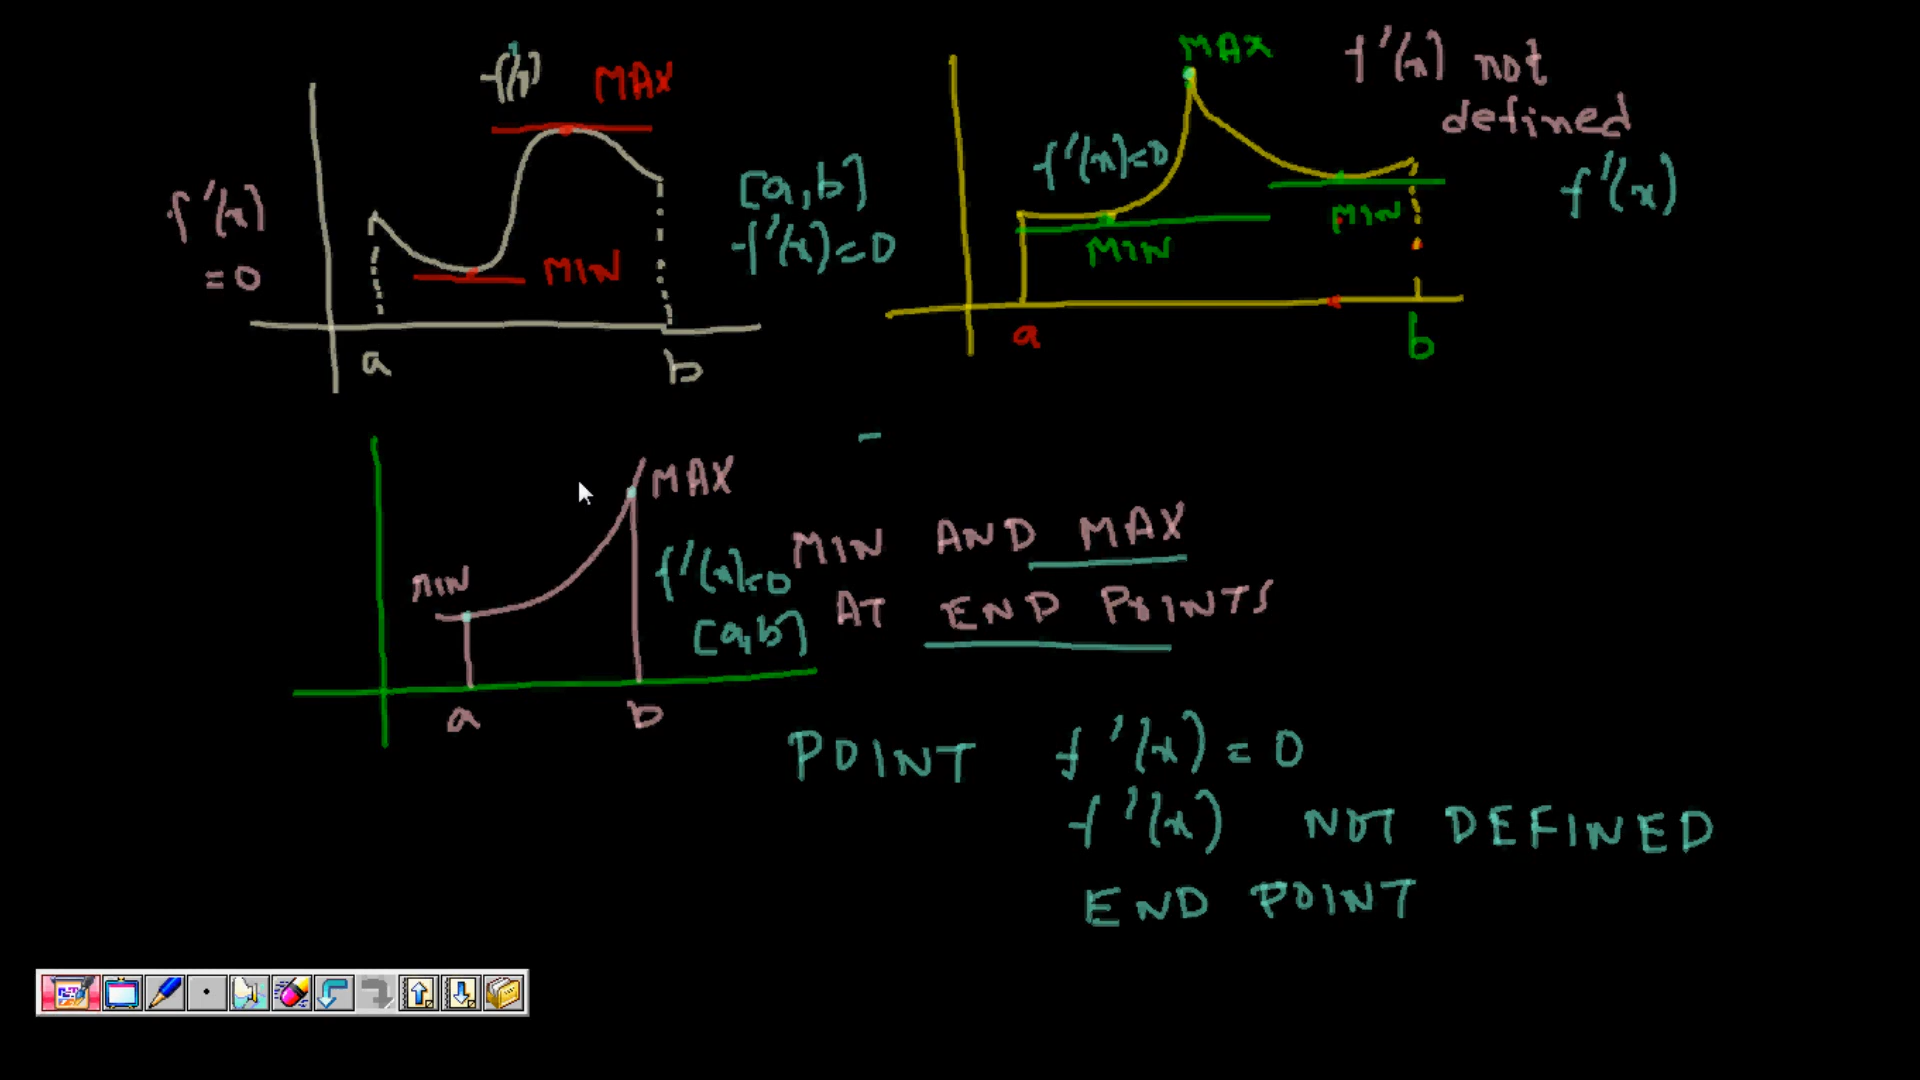 f'(x)
MAX
f'(x)
= 0
MIN
[a,b]
f'(x)=0
a
b
MAX
f'(x) not
defined
f'(x)=0
f'(x)
MIN
MIN
a
b
MAX
MIN
f'(x)=0
[a,b]
a
b
MIN AND MAX
AT END POINTS
POINT f'(x) = 0
f'(x) NOT DEFINED
END POINT